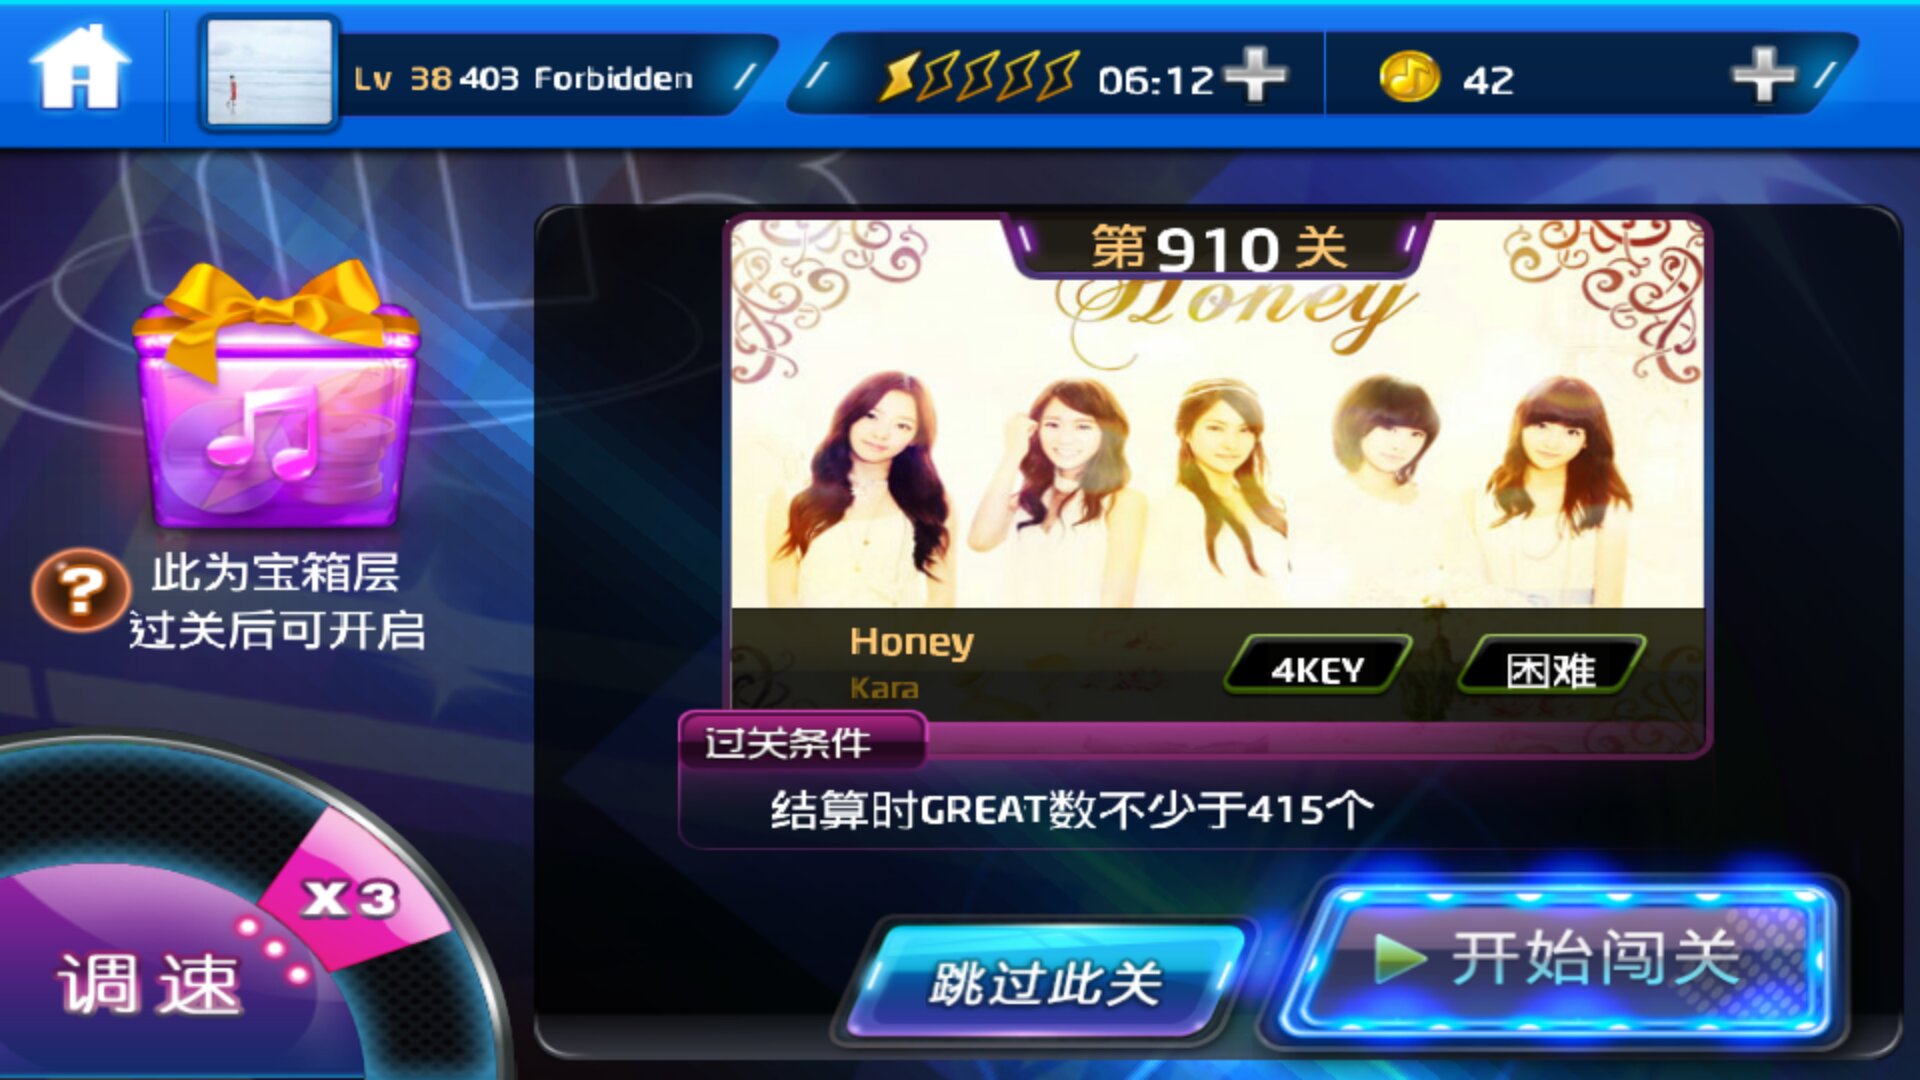 Lv 38 403 Forbidden
06:12
42
第910关
Honey
此为宝箱层
过关后可开启
Honey
Kara
4KEY
困难
过关条件
结算时GREAT数不少于415个
X3
调速
跳过此关
开始闯关